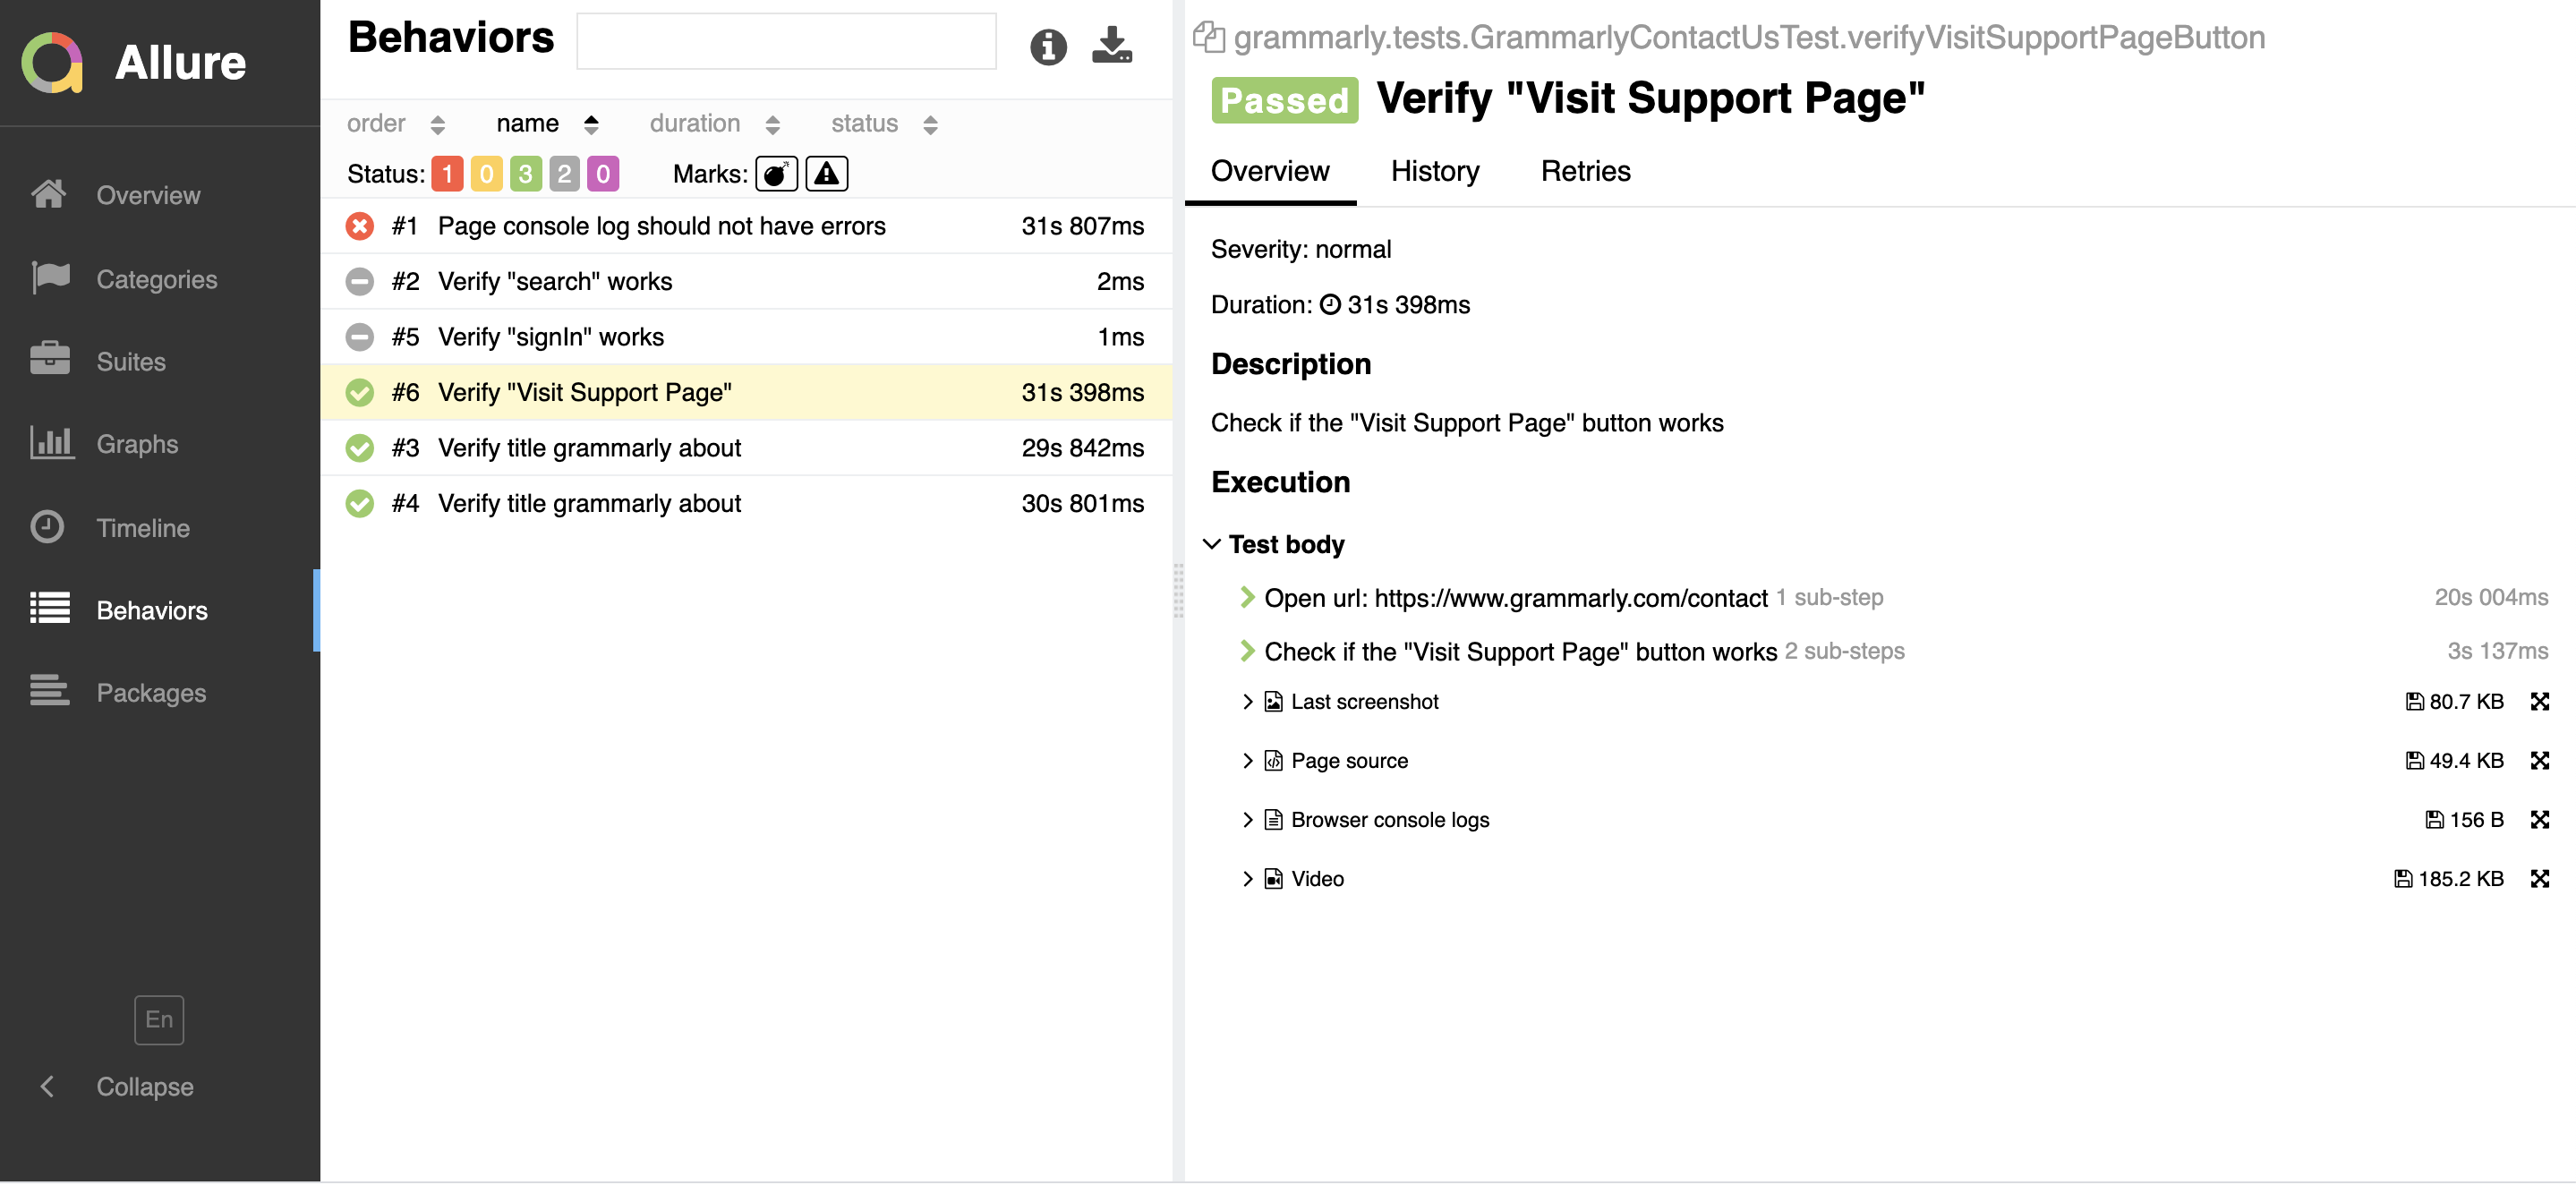 Allure
Overview
Categories
Suites
Graphs
Timeline
Behaviors
Packages
En
Collapse
Behaviors
order name duration status
Status: 1 0 3 2 0 Marks:
#1 Page console log should not have errors 31s 807ms
#2 Verify "search" works 2ms
#5 Verify "signIn" works 1ms
#6 Verify "Visit Support Page" 31s 398ms
#3 Verify title grammarly about 29s 842ms
#4 Verify title grammarly about 30s 801ms
grammarly.tests.GrammarlyContactUsTest.verifyVisitSupportPageButton
Passed Verify "Visit Support Page"
Overview History Retries
Severity: normal
Duration: 31s 398ms
Description
Check if the "Visit Support Page" button works
Execution
Test body
Open url: https://www.grammarly.com/contact 1 sub-step 20s 004ms
Check if the "Visit Support Page" button works 2 sub-steps 3s 137ms
Last screenshot 80.7 KB
Page source 49.4 KB
Browser console logs 156 B
Video 185.2 KB